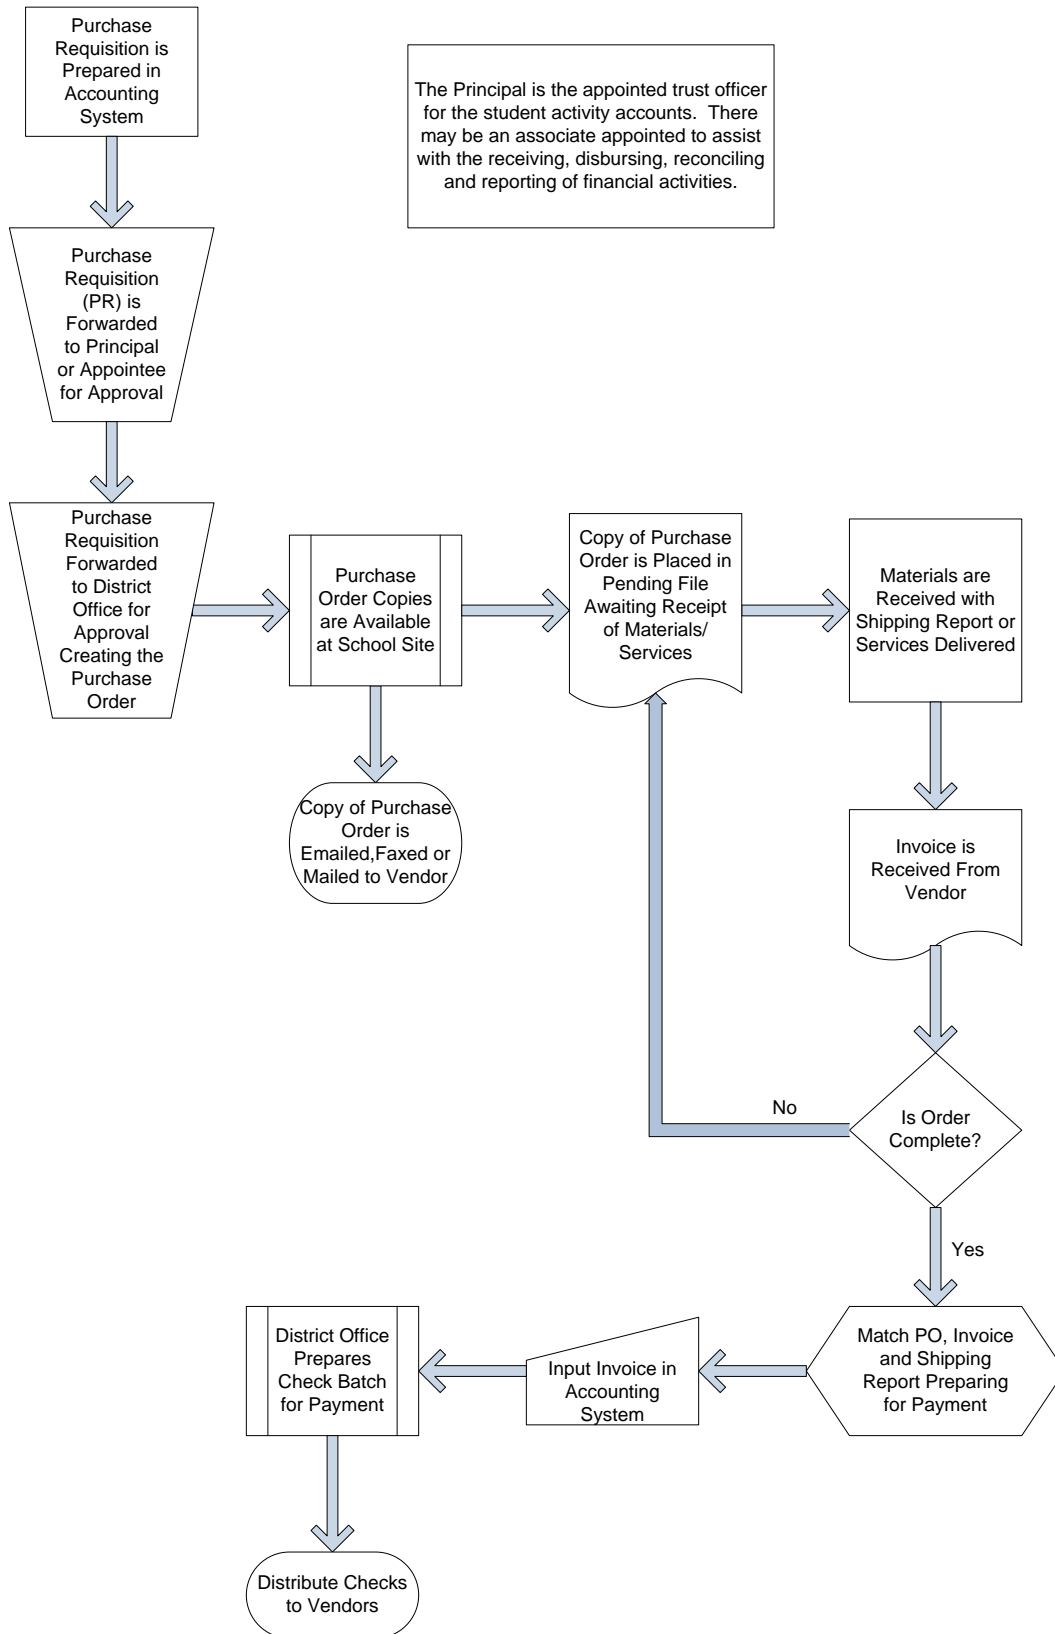 Purchase
Requisition is
Prepared in
Accounting
System
The Principal is the appointed trust officer
for the student activity accounts.  There
may be an associate appointed to assist
with the receiving, disbursing, reconciling
and reporting of financial activities.
Purchase
Requisition
(PR) is
Forwarded
to Principal
or Appointee
for Approval
Purchase
Requisition
Forwarded
to District
Office for
Approval
Creating the
Purchase
Order
Purchase
Order Copies
are Available
at School Site
Copy of Purchase
Order is Placed in
Pending File
Awaiting Receipt
of Materials/
Services
Materials are
Received with
Shipping Report or
Services Delivered
Copy of Purchase
Order is
Emailed,Faxed or
Mailed to Vendor
Invoice is
Received From
Vendor
Is Order
Complete?
No
Yes
Match PO, Invoice
and Shipping
Report Preparing
for Payment
Input Invoice in
Accounting
System
District Office
Prepares
Check Batch
for Payment
Distribute Checks
to Vendors